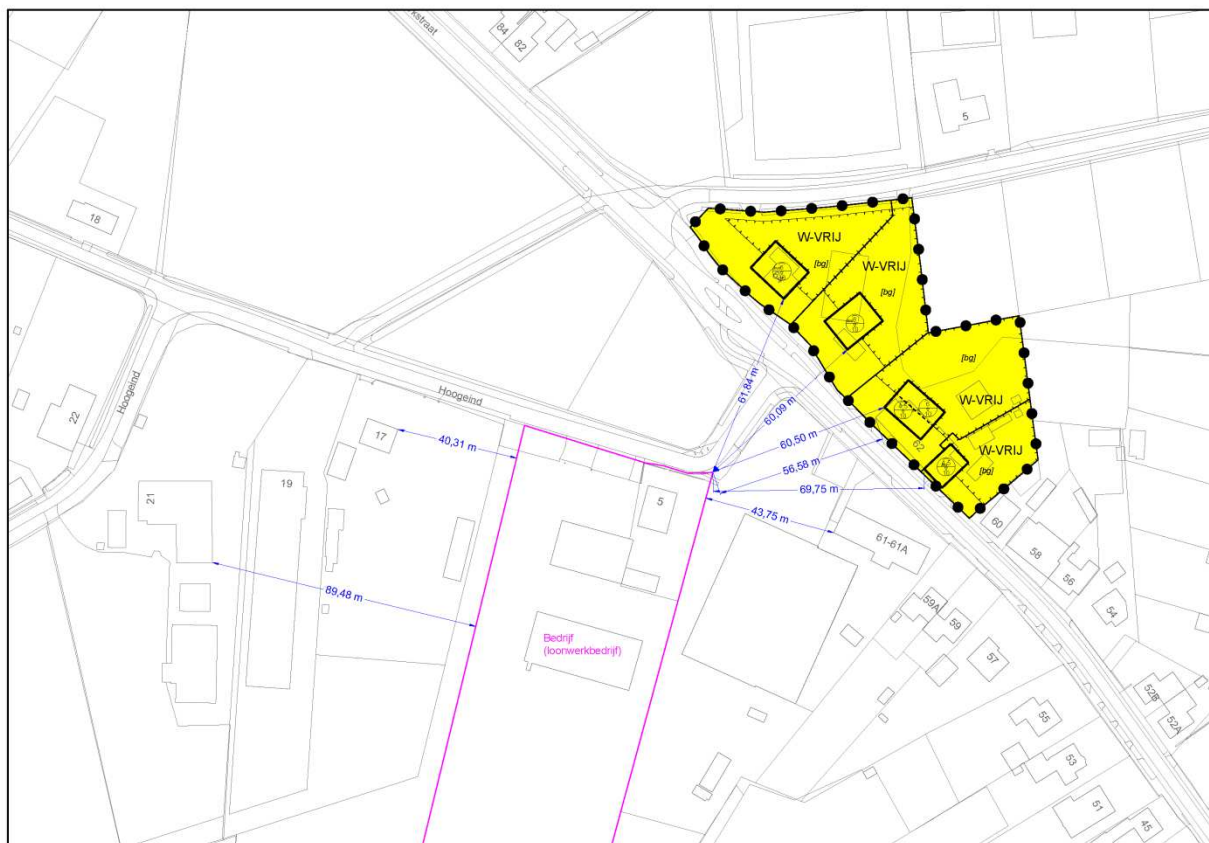 84
82
5
18
W-VRIJ
[bg]
W-VRIJ
[bg]
[bg]
W-VRIJ
W-VRIJ
[bg]
62
Hoogeind
Hoogeind
22
17
40,31 m
61,84 m
60,09 m
60,50 m
56,58 m
69,75 m
43,75 m
21
19
5
61-61A
60
58
56
54
59A
59
57
89,48 m
Bedrijf
(loonwerkbedrijf)
52B
52A
55
53
51
45